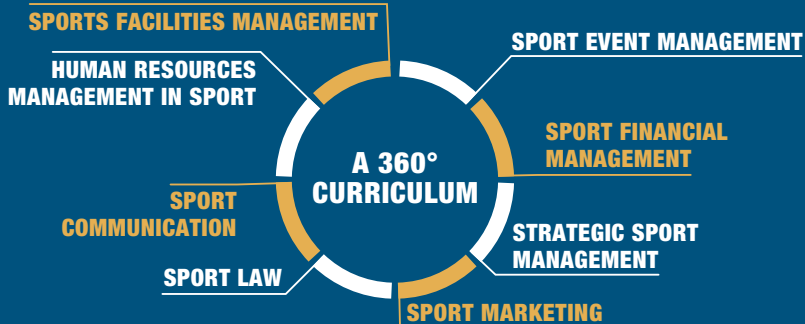 SPORTS FACILITIES MANAGEMENT
SPORT EVENT MANAGEMENT
HUMAN RESOURCES
MANAGEMENT IN SPORT
SPORT FINANCIAL
MANAGEMENT
A 360°
CURRICULUM
SPORT
COMMUNICATION
STRATEGIC SPORT
MANAGEMENT
SPORT LAW
SPORT MARKETING